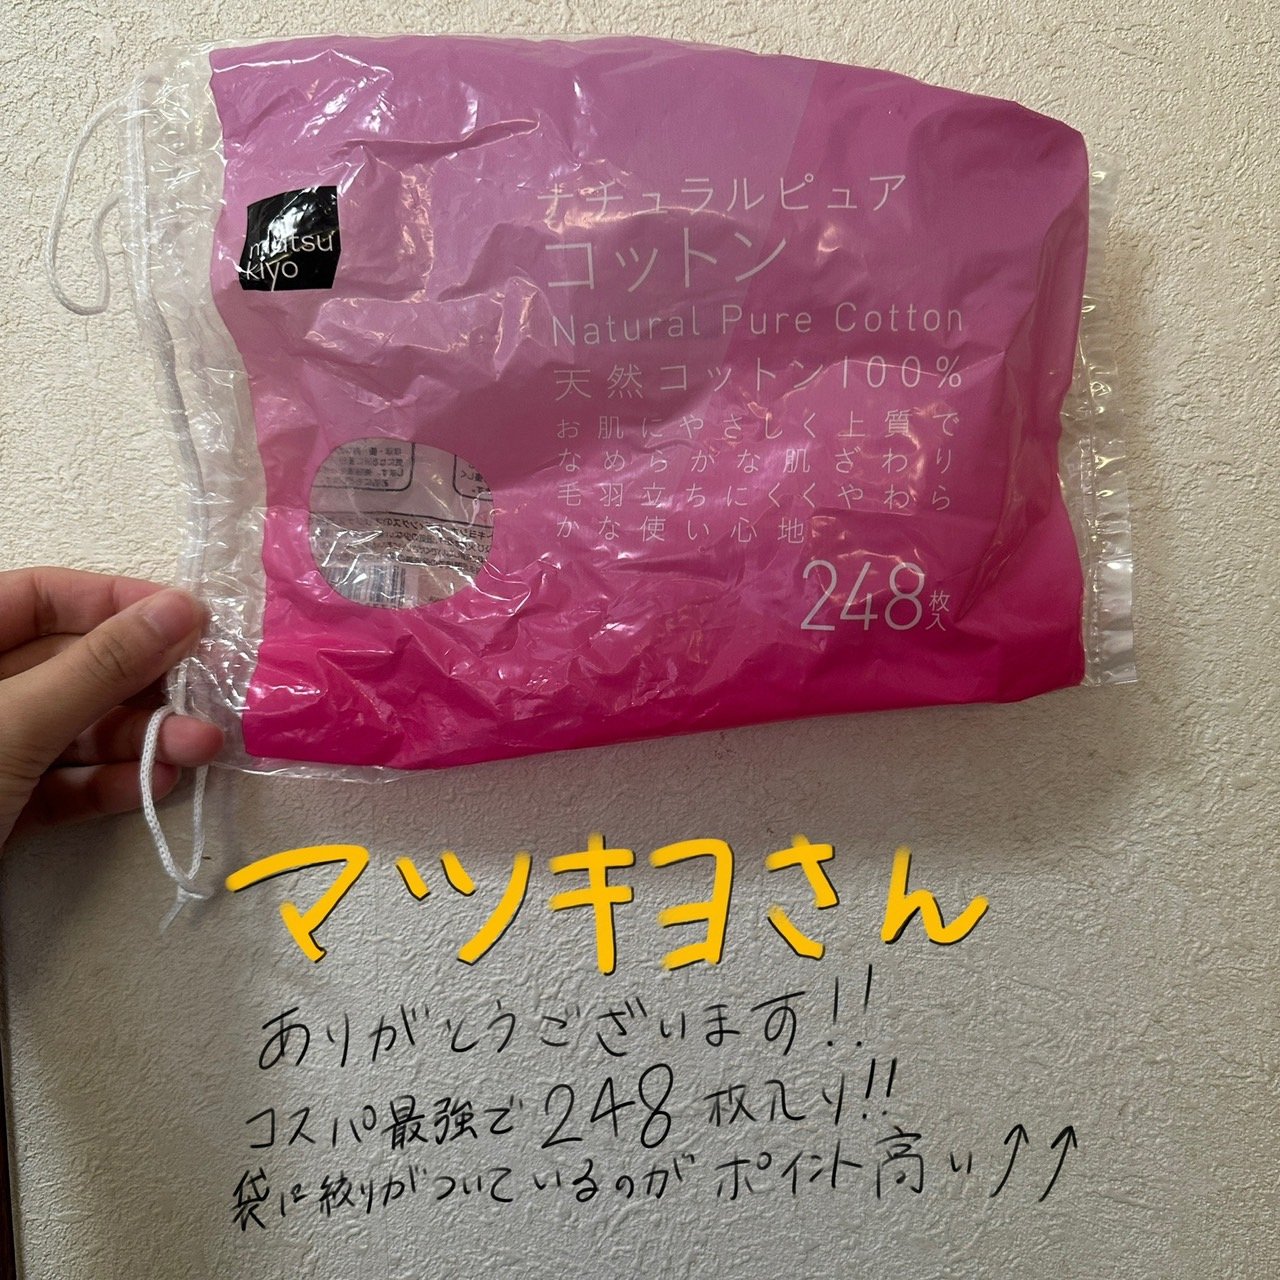 matsu
kiyo
ナチュラルピュア
コットン
Natural Pure Cotton
天然コットン100%
お肌にやさしく上質で
なめらかな肌ざわり
毛羽立ちにくくやわら
かな使い心地
248枚入
マツキヨさん
ありがとうございます!!
コスパ最強で248枚入り!!
袋に絞りがついているのがポイント高い↑↑